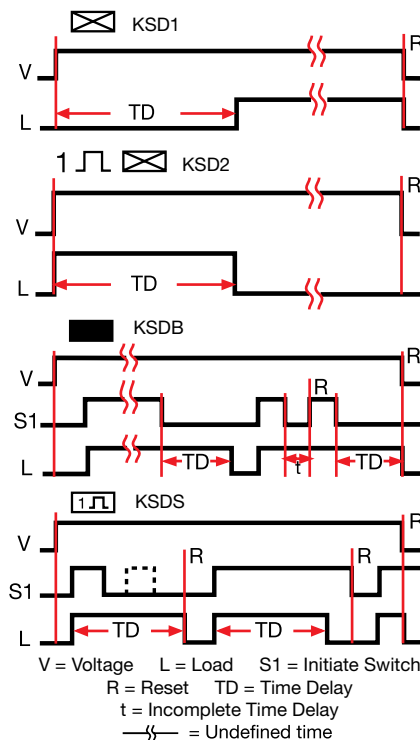 KSD1
R
V
TD
L
1 KSD2
R
V
L
TD
KSDB
R
V
R
S1
L
TD
t
TD
1 KSDS
R
V
R
R
S1
L
TD
TD
V = Voltage L = Load S1 = Initiate Switch
R = Reset TD = Time Delay
t = Incomplete Time Delay
= Undefined time